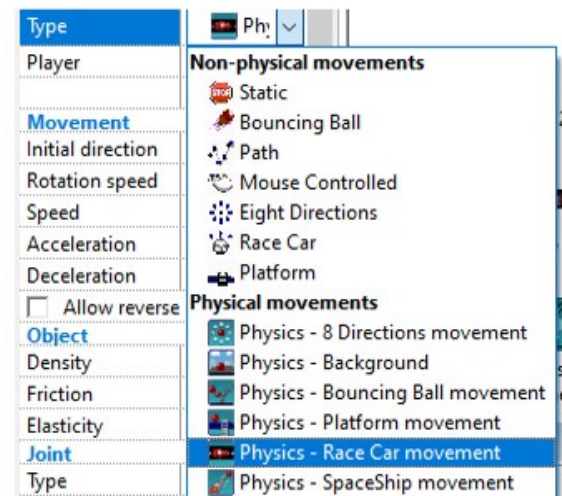 Type
Phy
Player
Movement
Initial direction
Rotation speed
Speed
Acceleration
Deceleration
Allow reverse
Object
Density
Friction
Elasticity
Joint
Type
Non-physical movements
STOP
Static
Bouncing Ball
Path
Mouse Controlled
Eight Directions
Race Car
Platform
Physical movements
Physics - 8 Directions movement
Physics - Background
Physics - Bouncing Ball movement
Physics - Platform movement
Physics - Race Car movement
Physics - SpaceShip movement